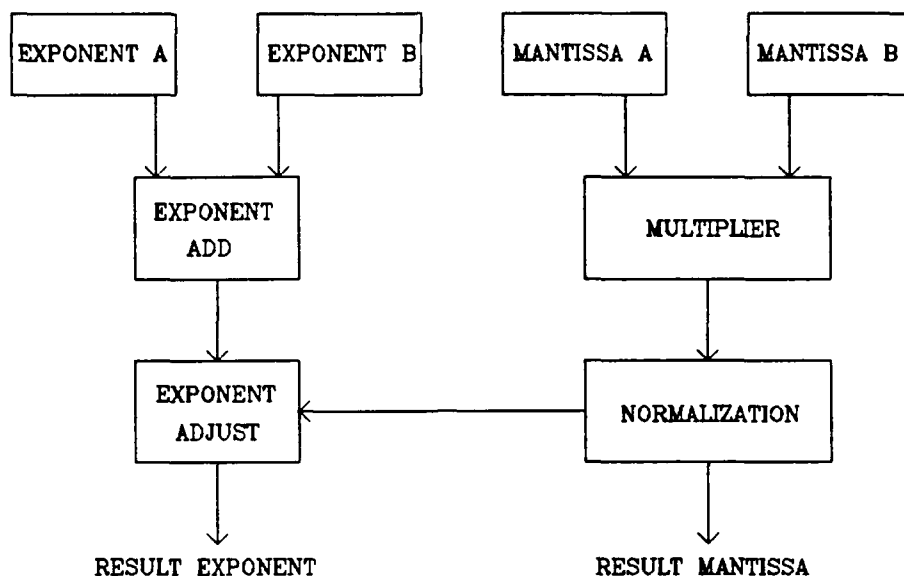 EXPONENT A
EXPONENT B
MANTISSA A
MANTISSA B
EXPONENT
ADD
MULTIPLIER
EXPONENT
ADJUST
NORMALIZATION
RESULT EXPONENT
RESULT MANTISSA